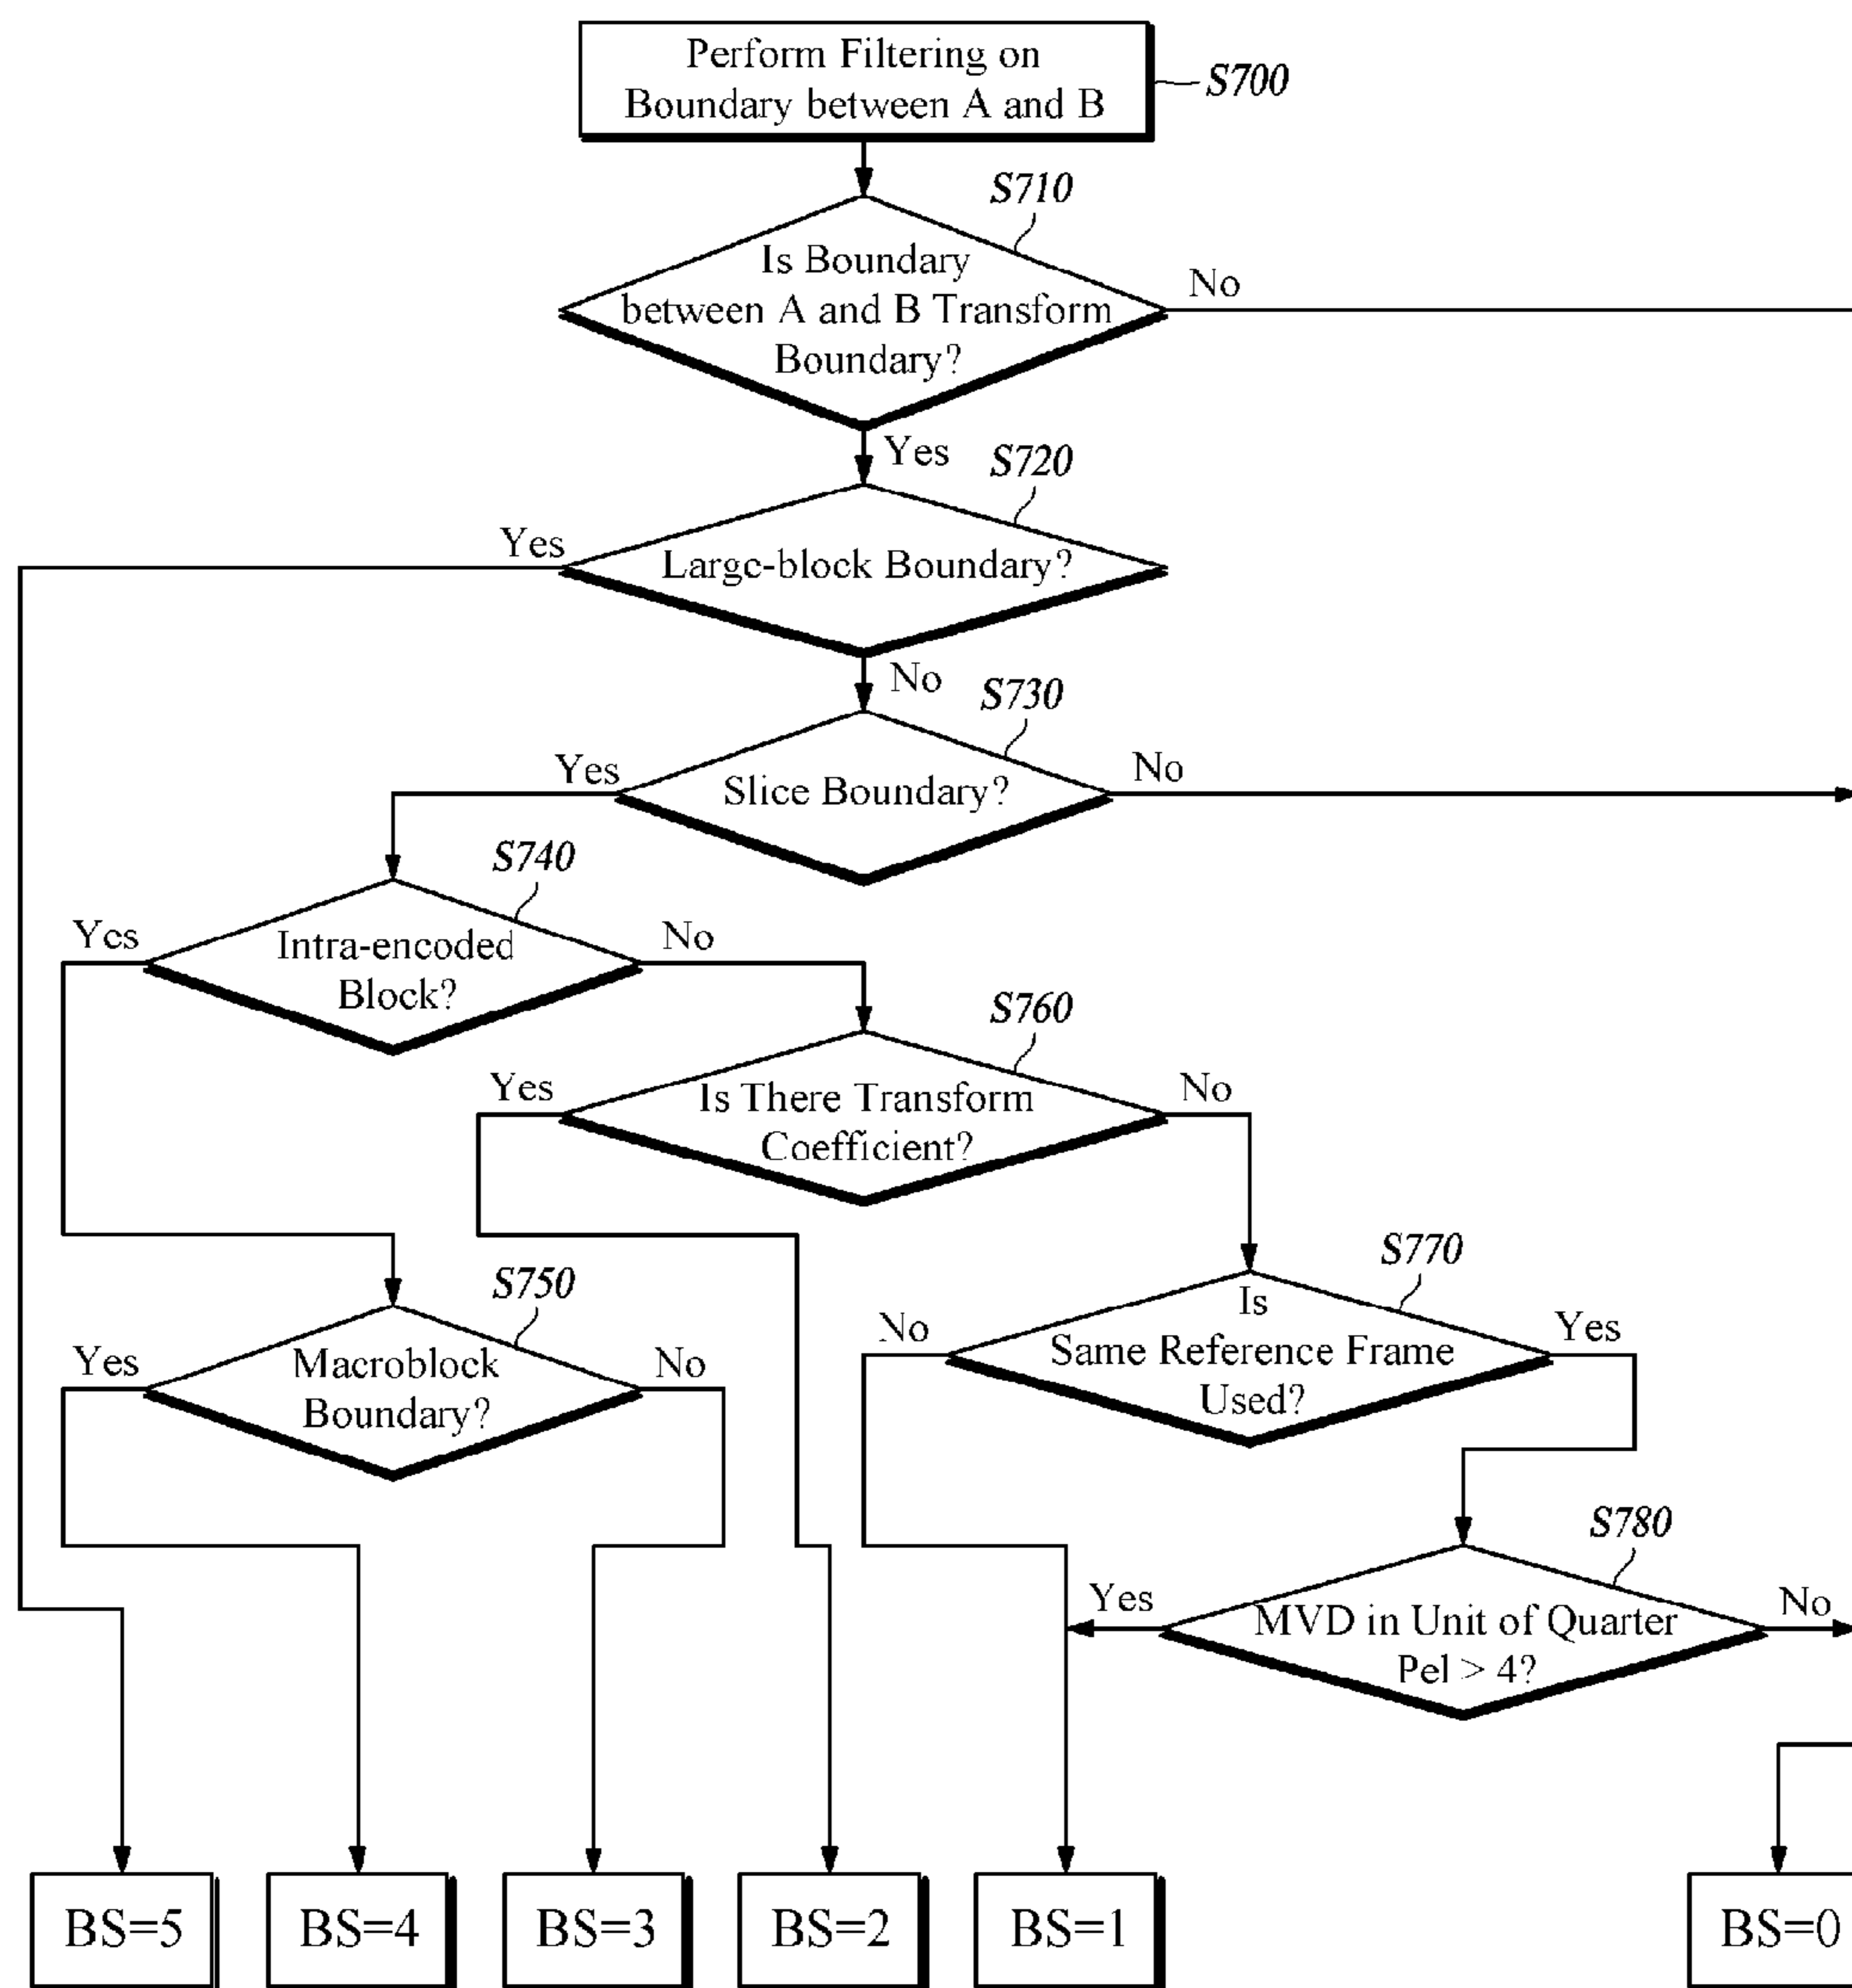 Perform Filtering on
Boundary between A and B
S700
S710
Is Boundary
between A and B Transform
Boundary?
No
Yes
S720
Yes
Large-block Boundary?
No
S730
Yes
Slice Boundary?
No
S740
Yes
Intra-encoded
Block?
No
S760
Yes
Is There Transform
Coefficient?
No
S770
No
Is
Same Reference Frame
Used?
Yes
S750
Yes
Macroblock
Boundary?
No
S780
Yes
MVD in Unit of Quarter
Pel > 4?
No
BS=5
BS=4
BS=3
BS=2
BS=1
BS=0